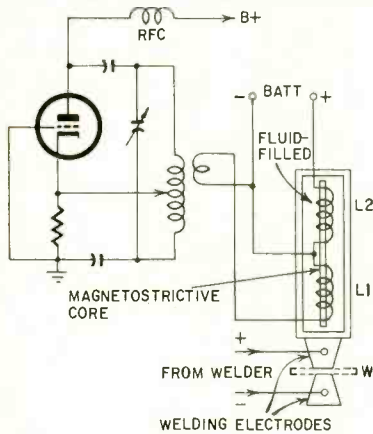 RFC
B+
- BATT +
FLUID-
FILLED
L2
MAGNETOSTRICTIVE
CORE
L1
+
FROM WELDER
W
-
WELDING ELECTRODES